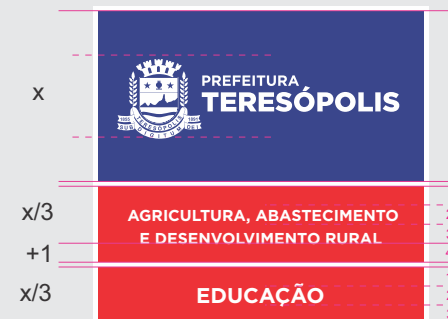 x
PREFEITURA
TERESÓPOLIS
x/3
AGRICULTURA, ABASTECIMENTO
+1
E DESENVOLVIMENTO RURAL
x/3
EDUCAÇÃO